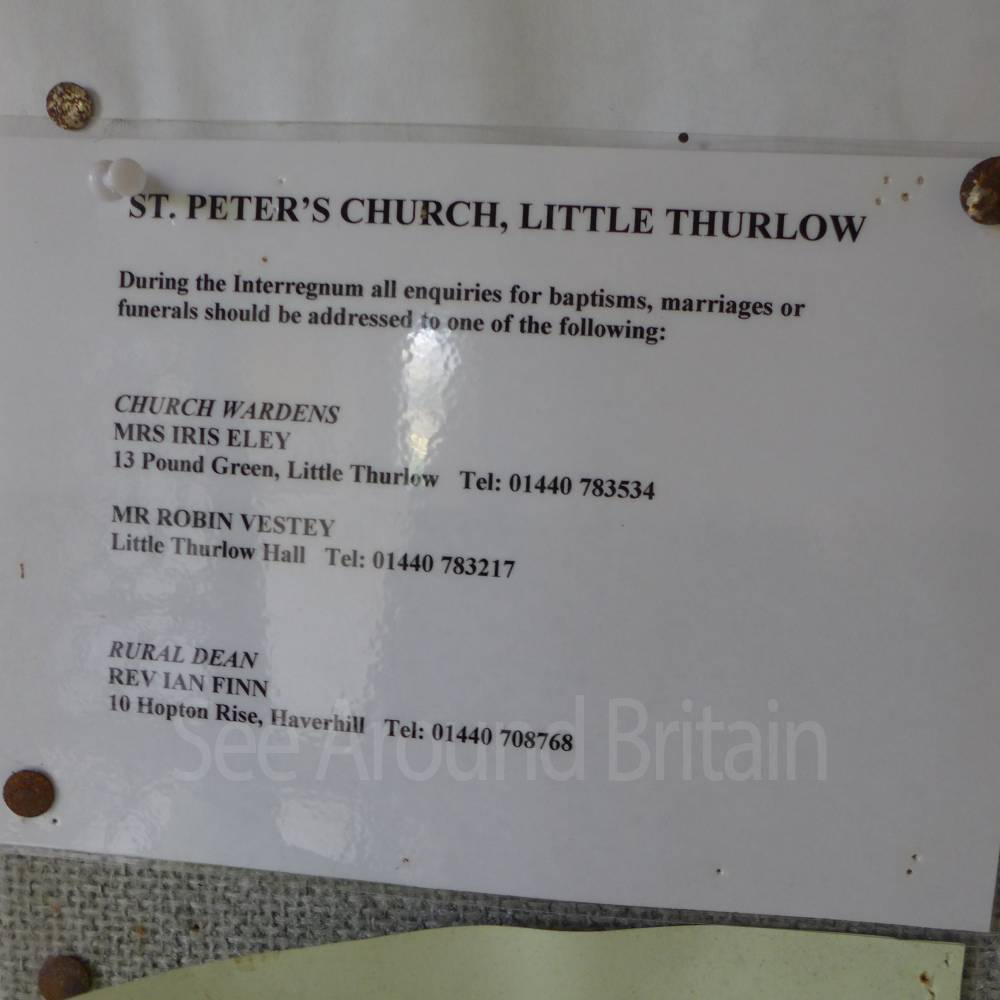 ST. PETER'S CHURCH, LITTLE THURLOW
During the Interregnum all enquiries for baptisms, marriages or
funerals should be addressed to one of the following:
CHURCH WARDENS
MRS IRIS ELEY
13 Pound Green, Little Thurlow Tel: 01440 783534
MR ROBIN VESTEY
Little Thurlow Hall Tel: 01440 783217
RURAL DEAN
REV IAN FINN
10 Hopton Rise, Haverhill Tel: 01440 708768
See Around Britain